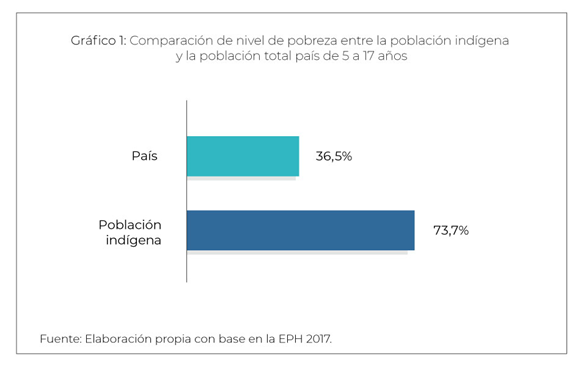 Gráfico 1: Comparación de nivel de pobreza entre la población indígena
y la población total país de 5 a 17 años
País
36,5%
Población
indígena
73,7%
Fuente: Elaboración propia con base en la EPH 2017.